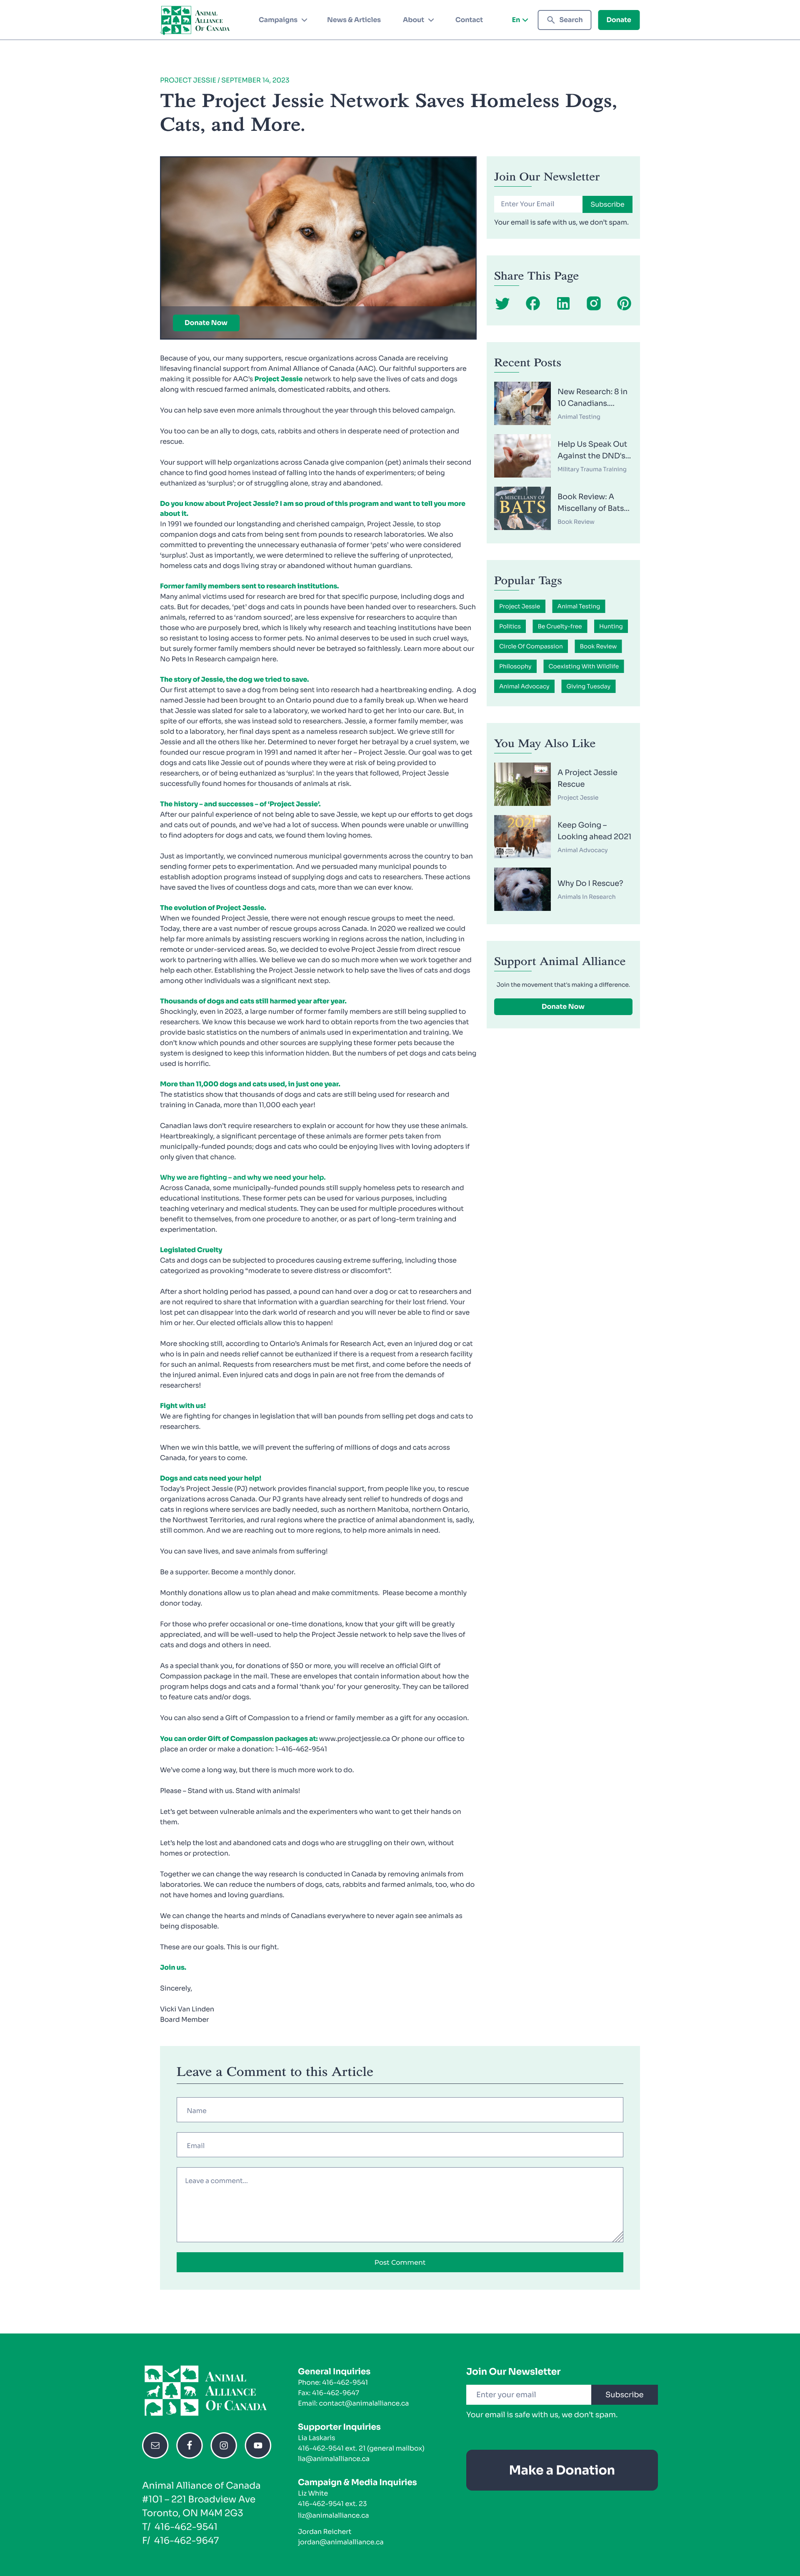 ANIMAL
ALLIANCE
OF CANADA
Campaigns
News & Articles
About
Contact
En
Search
Donate
PROJECT JESSIE / SEPTEMBER 14, 2023
The Project Jessie Network Saves Homeless Dogs,
Cats, and More.
Donate Now
Because of you, our many supporters, rescue organizations across Canada are receiving
lifesaving financial support from Animal Alliance of Canada (AAC). Our faithful supporters are
making it possible for AAC's Project Jessie network to help save the lives of cats and dogs
along with rescued farmed animals, domesticated rabbits, and others.
You can help save even more animals throughout the year through this beloved campaign.
You too can be an ally to dogs, cats, rabbits and others in desperate need of protection and
rescue.
Your support will help organizations across Canada give companion (pet) animals their second
chance to find good homes instead of falling into the hands of experimenters; of being
euthanized as 'surplus'; or of struggling alone, stray and abandoned.
Do you know about Project Jessie? I am so proud of this program and want to tell you more
about it.
In 1991 we founded our longstanding and cherished campaign, Project Jessie, to stop
companion dogs and cats from being sent from pounds to research laboratories. We also
committed to preventing the unnecessary euthanasia of former 'pets' who were considered
'surplus'. Just as importantly, we were determined to relieve the suffering of unprotected,
homeless cats and dogs living stray or abandoned without human guardians.
Former family members sent to research institutions.
Many animal victims used for research are bred for that specific purpose, including dogs and
cats. But for decades, 'pet' dogs and cats in pounds have been handed over to researchers. Such
animals, referred to as 'random sourced', are less expensive for researchers to acquire than
those who are purposely bred, which is likely why research and teaching institutions have been
so resistant to losing access to former pets. No animal deserves to be used in such cruel ways,
but surely former family members should never be betrayed so faithlessly. Learn more about our
No Pets In Research campaign here.
The story of Jessie, the dog we tried to save.
Our first attempt to save a dog from being sent into research had a heartbreaking ending. A dog
named Jessie had been brought to an Ontario pound due to a family break up. When we heard
that Jessie was slated for sale to a laboratory, we worked hard to get her into our care. But, in
spite of our efforts, she was instead sold to researchers. Jessie, a former family member, was
sold to a laboratory, her final days spent as a nameless research subject. We grieve still for
Jessie and all the others like her. Determined to never forget her betrayal by a cruel system, we
founded our rescue program in 1991 and named it after her – Project Jessie. Our goal was to get
dogs and cats like Jessie out of pounds where they were at risk of being provided to
researchers, or of being euthanized as 'surplus'. In the years that followed, Project Jessie
successfully found homes for thousands of animals at risk.
The history – and successes – of 'Project Jessie'.
After our painful experience of not being able to save Jessie, we kept up our efforts to get dogs
and cats out of pounds, and we've had a lot of success. When pounds were unable or unwilling
to find adopters for dogs and cats, we found them loving homes.
Just as importantly, we convinced numerous municipal governments across the country to ban
sending former pets to experimentation. And we persuaded many municipal pounds to
establish adoption programs instead of supplying dogs and cats to researchers. These actions
have saved the lives of countless dogs and cats, more than we can ever know.
The evolution of Project Jessie.
When we founded Project Jessie, there were not enough rescue groups to meet the need.
Today, there are a vast number of rescue groups across Canada. In 2020 we realized we could
help far more animals by assisting rescuers working in regions across the nation, including in
remote or under-serviced areas. So, we decided to evolve Project Jessie from direct rescue
work to partnering with allies. We believe we can do so much more when we work together and
help each other. Establishing the Project Jessie network to help save the lives of cats and dogs
among other individuals was a significant next step.
Thousands of dogs and cats still harmed year after year.
Shockingly, even in 2023, a large number of former family members are still being supplied to
researchers. We know this because we work hard to obtain reports from the two agencies that
provide basic statistics on the numbers of animals used in experimentation and training. We
don't know which pounds and other sources are supplying these former pets because the
system is designed to keep this information hidden. But the numbers of pet dogs and cats being
used is horrific.
More than 11,000 dogs and cats used, in just one year.
The statistics show that thousands of dogs and cats are still being used for research and
training in Canada, more than 11,000 each year!
Canadian laws don't require researchers to explain or account for how they use these animals.
Heartbreakingly, a significant percentage of these animals are former pets taken from
municipally-funded pounds; dogs and cats who could be enjoying lives with loving adopters if
only given that chance.
Why we are fighting – and why we need your help.
Across Canada, some municipally-funded pounds still supply homeless pets to research and
educational institutions. These former pets can be used for various purposes, including
teaching veterinary and medical students. They can be used for multiple procedures without
benefit to themselves, from one procedure to another, or as part of long-term training and
experimentation.
Legislated Cruelty
Cats and dogs can be subjected to procedures causing extreme suffering, including those
categorized as provoking "moderate to severe distress or discomfort".
After a short holding period has passed, a pound can hand over a dog or cat to researchers and
are not required to share that information with a guardian searching for their lost friend. Your
lost pet can disappear into the dark world of research and you will never be able to find or save
him or her. Our elected officials allow this to happen!
More shocking still, according to Ontario's Animals for Research Act, even an injured dog or cat
who is in pain and needs relief cannot be euthanized if there is a request from a research facility
for such an animal. Requests from researchers must be met first, and come before the needs of
the injured animal. Even injured cats and dogs in pain are not free from the demands of
researchers!
Fight with us!
We are fighting for changes in legislation that will ban pounds from selling pet dogs and cats to
researchers.
When we win this battle, we will prevent the suffering of millions of dogs and cats across
Canada, for years to come.
Dogs and cats need your help!
Today's Project Jessie (PJ) network provides financial support, from people like you, to rescue
organizations across Canada. Our PJ grants have already sent relief to hundreds of dogs and
cats in regions where services are badly needed, such as northern Manitoba, northern Ontario,
the Northwest Territories, and rural regions where the practice of animal abandonment is, sadly,
still common. And we are reaching out to more regions, to help more animals in need.
You can save lives, and save animals from suffering!
Be a supporter. Become a monthly donor.
Monthly donations allow us to plan ahead and make commitments. Please become a monthly
donor today.
For those who prefer occasional or one-time donations, know that your gift will be greatly
appreciated, and will be well-used to help the Project Jessie network to help save the lives of
cats and dogs and others in need.
As a special thank you, for donations of $50 or more, you will receive an official Gift of
Compassion package in the mail. These are envelopes that contain information about how the
program helps dogs and cats and a formal 'thank you' for your generosity. They can be tailored
to feature cats and/or dogs.
You can also send a Gift of Compassion to a friend or family member as a gift for any occasion.
You can order Gift of Compassion packages at: www.projectjessie.ca Or phone our office to
place an order or make a donation: 1-416-462-9541
We've come a long way, but there is much more work to do.
Please – Stand with us. Stand with animals!
Let's get between vulnerable animals and the experimenters who want to get their hands on
them.
Let's help the lost and abandoned cats and dogs who are struggling on their own, without
homes or protection.
Together we can change the way research is conducted in Canada by removing animals from
laboratories. We can reduce the numbers of dogs, cats, rabbits and farmed animals, too, who do
not have homes and loving guardians.
We can change the hearts and minds of Canadians everywhere to never again see animals as
being disposable.
These are our goals. This is our fight.
Join us.
Sincerely,
Vicki Van Linden
Board Member
Join Our Newsletter
Enter Your Email
Subscribe
Your email is safe with us, we don't spam.
Share This Page
Recent Posts
New Research: 8 in
10 Canadians....
Animal Testing
Help Us Speak Out
Against the DND's...
Military Trauma Training
A MISCELLANY OF
BATS
Book Review: A
Miscellany of Bats...
Book Review
Popular Tags
Project Jessie
Animal Testing
Politics
Be Cruelty-free
Hunting
Circle Of Compassion
Book Review
Philosophy
Coexisting With Wildlife
Animal Advocacy
Giving Tuesday
You May Also Like
A Project Jessie
Rescue
Project Jessie
2021
Keep Going –
Looking ahead 2021
Animal Advocacy
Why Do I Rescue?
Animals In Research
Support Animal Alliance
Join the movement that's making a difference.
Donate Now
Leave a Comment to this Article
Name
Email
Leave a comment...
Post Comment
ANIMAL
ALLIANCE
OF CANADA
Animal Alliance of Canada
#101 – 221 Broadview Ave
Toronto, ON M4M 2G3
T/ 416-462-9541
F/ 416-462-9647
General Inquiries
Phone: 416-462-9541
Fax: 416-462-9647
Email: contact@animalalliance.ca
Supporter Inquiries
Lia Laskaris
416-462-9541 ext. 21 (general mailbox)
lia@animalalliance.ca
Campaign & Media Inquiries
Liz White
416-462-9541 ext. 23
liz@animalalliance.ca
Jordan Reichert
jordan@animalalliance.ca
Join Our Newsletter
Enter your email
Subscribe
Your email is safe with us, we don't spam.
Make a Donation